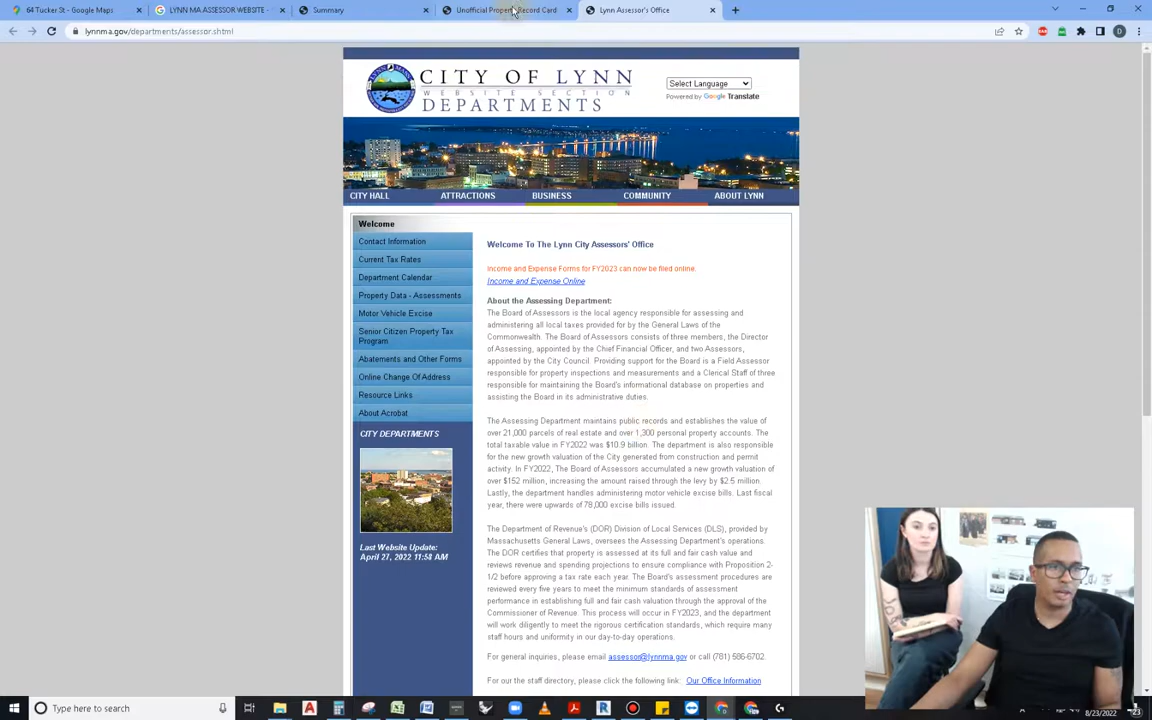 64 Tucker St - Google Maps
LYNN MA ASSESSOR WEBSITE -
Summary
Unofficial Property Record Card
Lynn Assessor's Office
lynnma.gov/departments/assessor.shtml
CITY OF LYNN
WEBSITE SECTION
DEPARTMENTS
Select Language
Powered by Google Translate
CITY HALL
ATTRACTIONS
BUSINESS
COMMUNITY
ABOUT LYNN
Welcome
Contact Information
Current Tax Rates
Department Calendar
Property Data - Assessments
Motor Vehicle Excise
Senior Citizen Property Tax
Program
Abatements and Other Forms
Online Change Of Address
Resource Links
About Acrobat
CITY DEPARTMENTS
Last Website Update:
April 27, 2022 11:58 AM
Welcome To The Lynn City Assessors' Office
Income and Expense Forms for FY2023 can now be filed online.
Income and Expense Online
About the Assessing Department:
The Board of Assessors is the local agency responsible for assessing and
administering all local taxes provided for by the General Laws of the
Commonwealth. The Board of Assessors consists of three members, the Director
of Assessing, appointed by the Chief Financial Officer, and two Assessors,
appointed by the City Council. Providing support for the Board is a Field Assessor
responsible for property inspections and measurements and a Clerical Staff of three
responsible for maintaining the Board's informational database on properties and
assisting the Board in its administrative duties.
The Assessing Department maintains public records and establishes the value of
over 21,000 parcels of real estate and over 1,300 personal property accounts. The
total taxable value in FY2022 was $10.9 billion. The department is also responsible
for the new growth valuation of the City generated from construction and permit
activity. In FY2022, The Board of Assessors accumulated a new growth valuation of
over $152 million, increasing the amount raised through the levy by $2.5 million.
Lastly, the department handles administering motor vehicle excise bills. Last fiscal
year, there were upwards of 78,000 excise bills issued.
The Department of Revenue's (DOR) Division of Local Services (DLS), provided by
Massachusetts General Laws, oversees the Assessing Department's operations.
The DOR certifies that property is assessed at its full and fair cash value and
reviews revenue and spending projections to ensure compliance with Proposition 2-
1/2 before approving a tax rate each year. The Board's assessment procedures are
reviewed every five years to meet the minimum standards of assessment
performance in establishing full and fair cash valuation through the approval of the
Commissioner of Revenue. This process will occur in FY2023, and the department
will work diligently to meet the rigorous certification standards, which require many
staff hours and uniformity in our day-to-day operations.
For general inquiries, please email assessor@lynnma.gov or call (781) 586-6702.
For our the staff directory, please click the following link: Our Office Information
Type here to search
8/23/2022